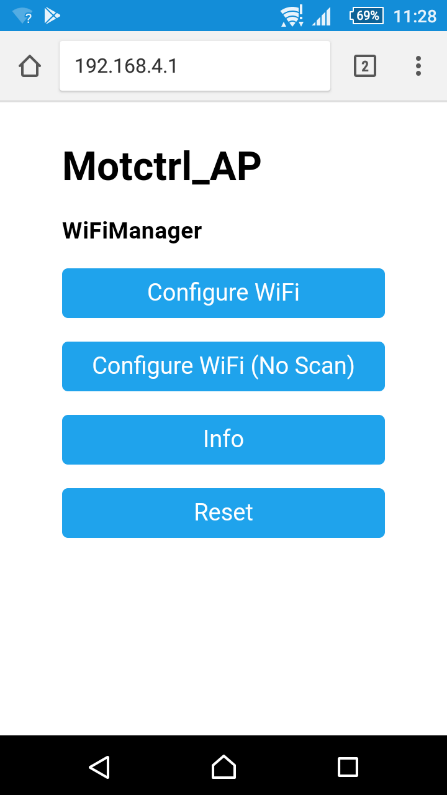 69% 11:28
192.168.4.1 2
Motctrl_AP
WiFiManager
Configure WiFi
Configure WiFi (No Scan)
Info
Reset